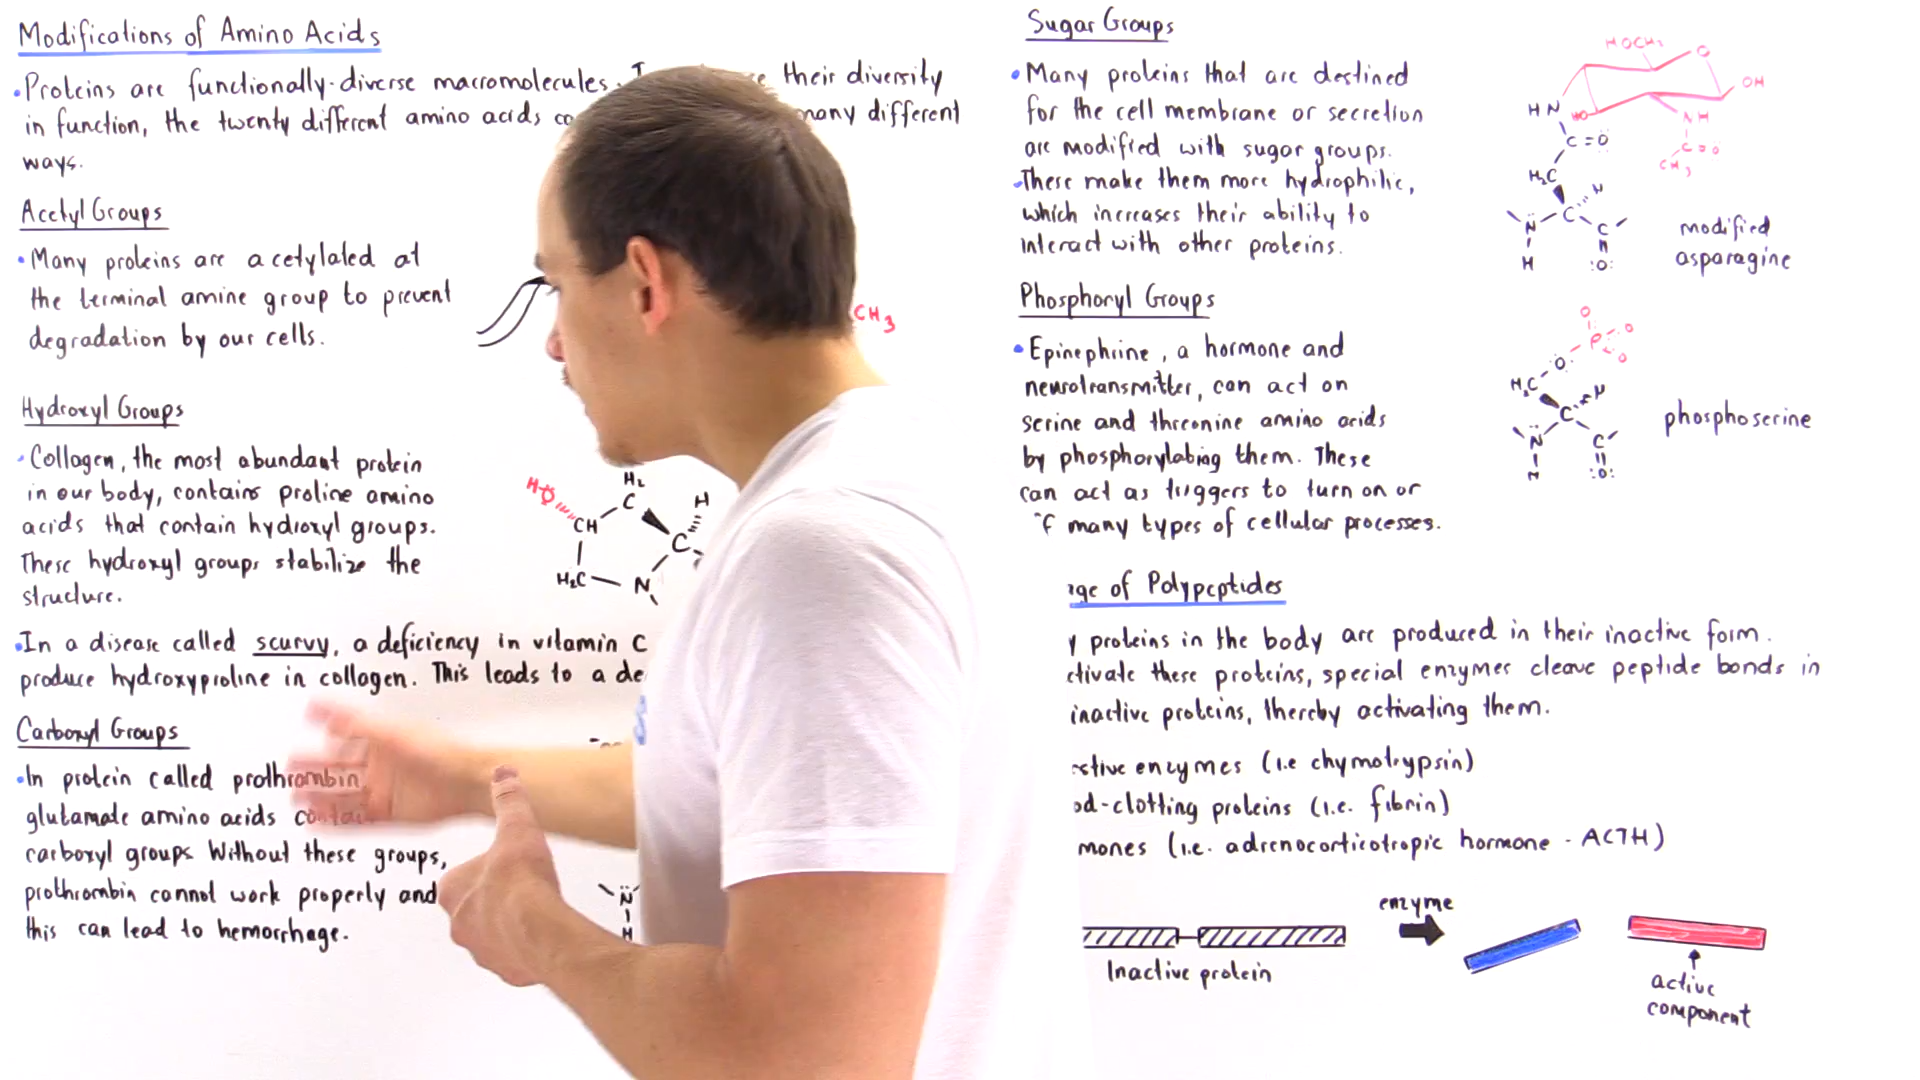 Modifications of Amino Acids
•Proteins are functionally-diverse macromolecules. their diversity
in function, the twenty different amino acids many different
ways.
Acetyl Groups
•Many proteins are acetylated at
the terminal amine group to prevent
degradation by our cells.
CH3
Hydroxyl Groups
•Collagen, the most abundant protein
in our body, contains proline amino
acids that contain hydroxyl groups.
These hydroxyl groups stabilize the
structure.
HO
H2
C
H
CH
C
H2C
N
•In a disease called scurvy, a deficiency in vitamin C
produce hydroxyproline in collagen. This leads to a
Carboxyl Groups
•In protein called prothrombin
glutamate amino acids contain
carboxyl groups. Without these groups,
prothrombin cannot work properly and
this can lead to hemorrhage.
N
H
Sugar Groups
•Many proteins that are destined
for the cell membrane or secretion
are modified with sugar groups.
•These make them more hydrophilic,
which increases their ability to
interact with other proteins.
HOCH2
O
OH
HN
HO
NH
C=O
C=O
CH3
H2C
H
C
N
C
H
:O:
modified
asparagine
Phosphoryl Groups
•Epinephrine, a hormone and
neurotransmitter, can act on
serine and threonine amino acids
by phosphorylating them. These
can act as triggers to turn on or
many types of cellular processes.
O
P
O
O
O
H2C
H
C
N
C
H
:O:
phosphoserine
of Polypeptides
proteins in the body are produced in their inactive form.
these proteins, special enzymes cleave peptide bonds in
inactive proteins, thereby activating them.
enzymes (i.e chymotrypsin)
-clotting proteins (i.e. fibrin)
(i.e. adrenocorticotropic hormone - ACTH)
enzyme
Inactive protein
active
component